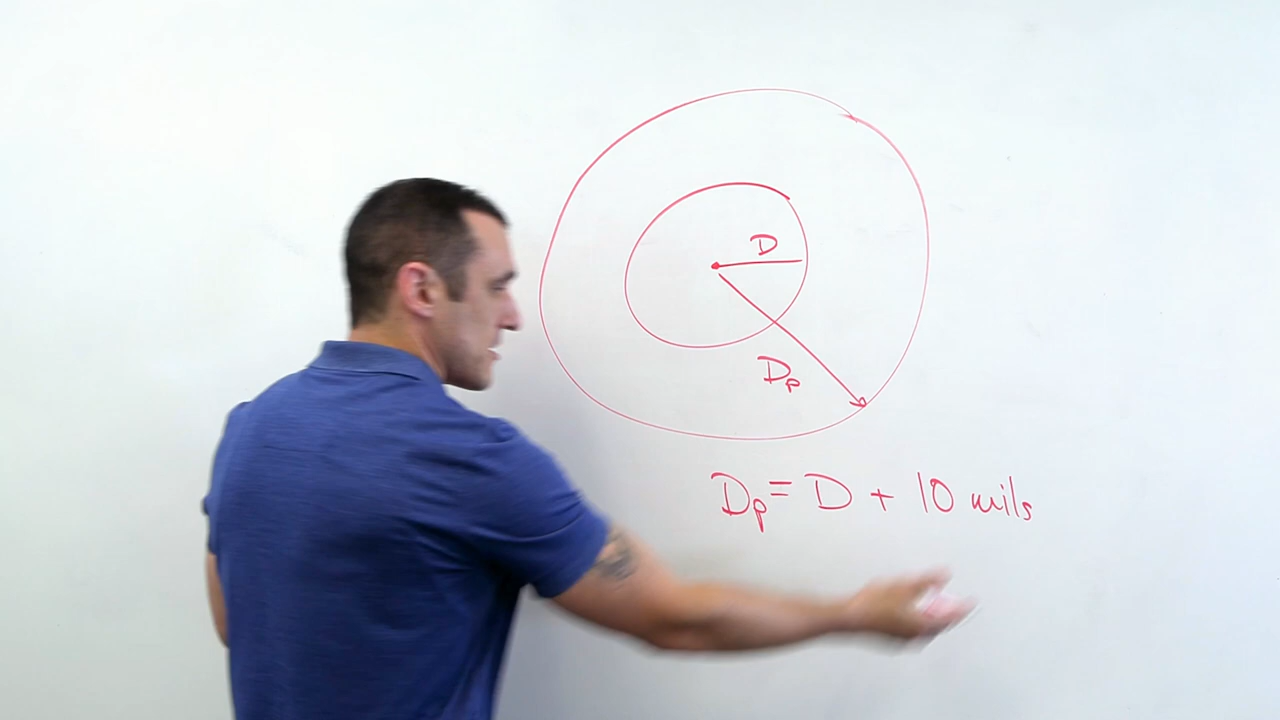 D
Dₚ
Dₚ = D + 10 mils